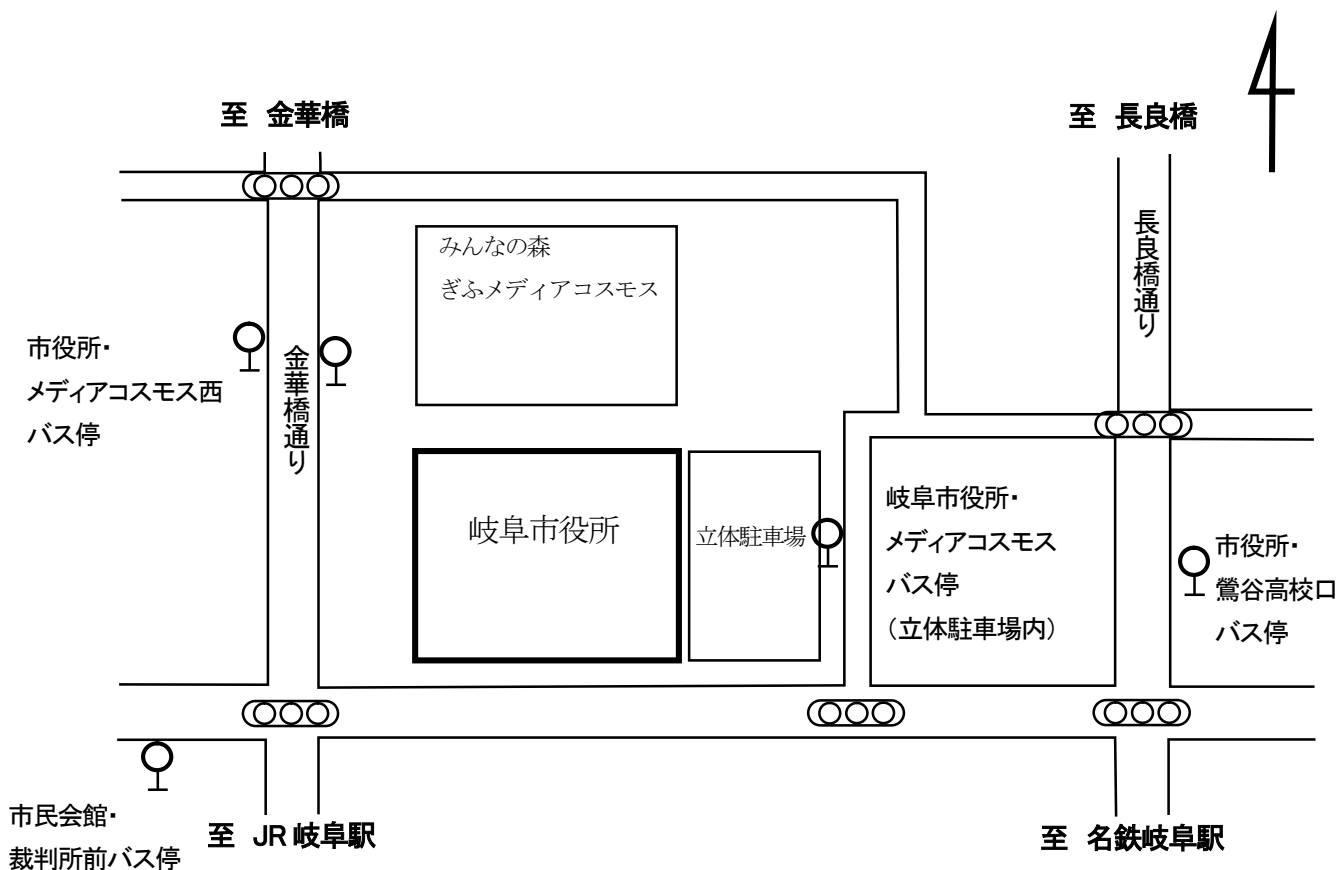 至 金華橋
至 長良橋
長良橋通り
みんなの森
ぎふメディアコスモス
市役所・
メディアコスモス西
バス停
金華橋通り
岐阜市役所
立体駐車場
岐阜市役所・
メディアコスモス
バス停
（立体駐車場内）
市役所・
鶯谷高校口
バス停
市民会館・
裁判所前バス停
至 JR岐阜駅
至 名鉄岐阜駅